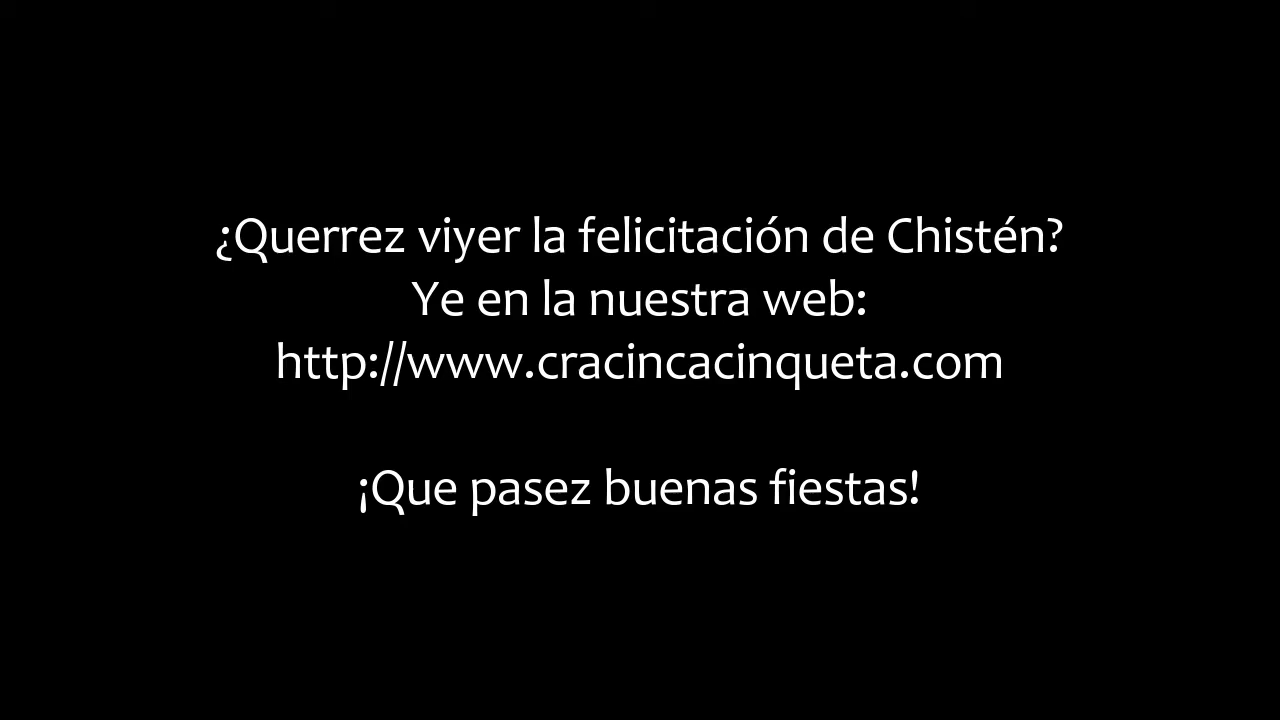 ¿Querrez viyer la felicitación de Chistén?
Ye en la nuestra web:
http://www.cracincacinqueta.com
¡Que pasez buenas fiestas!